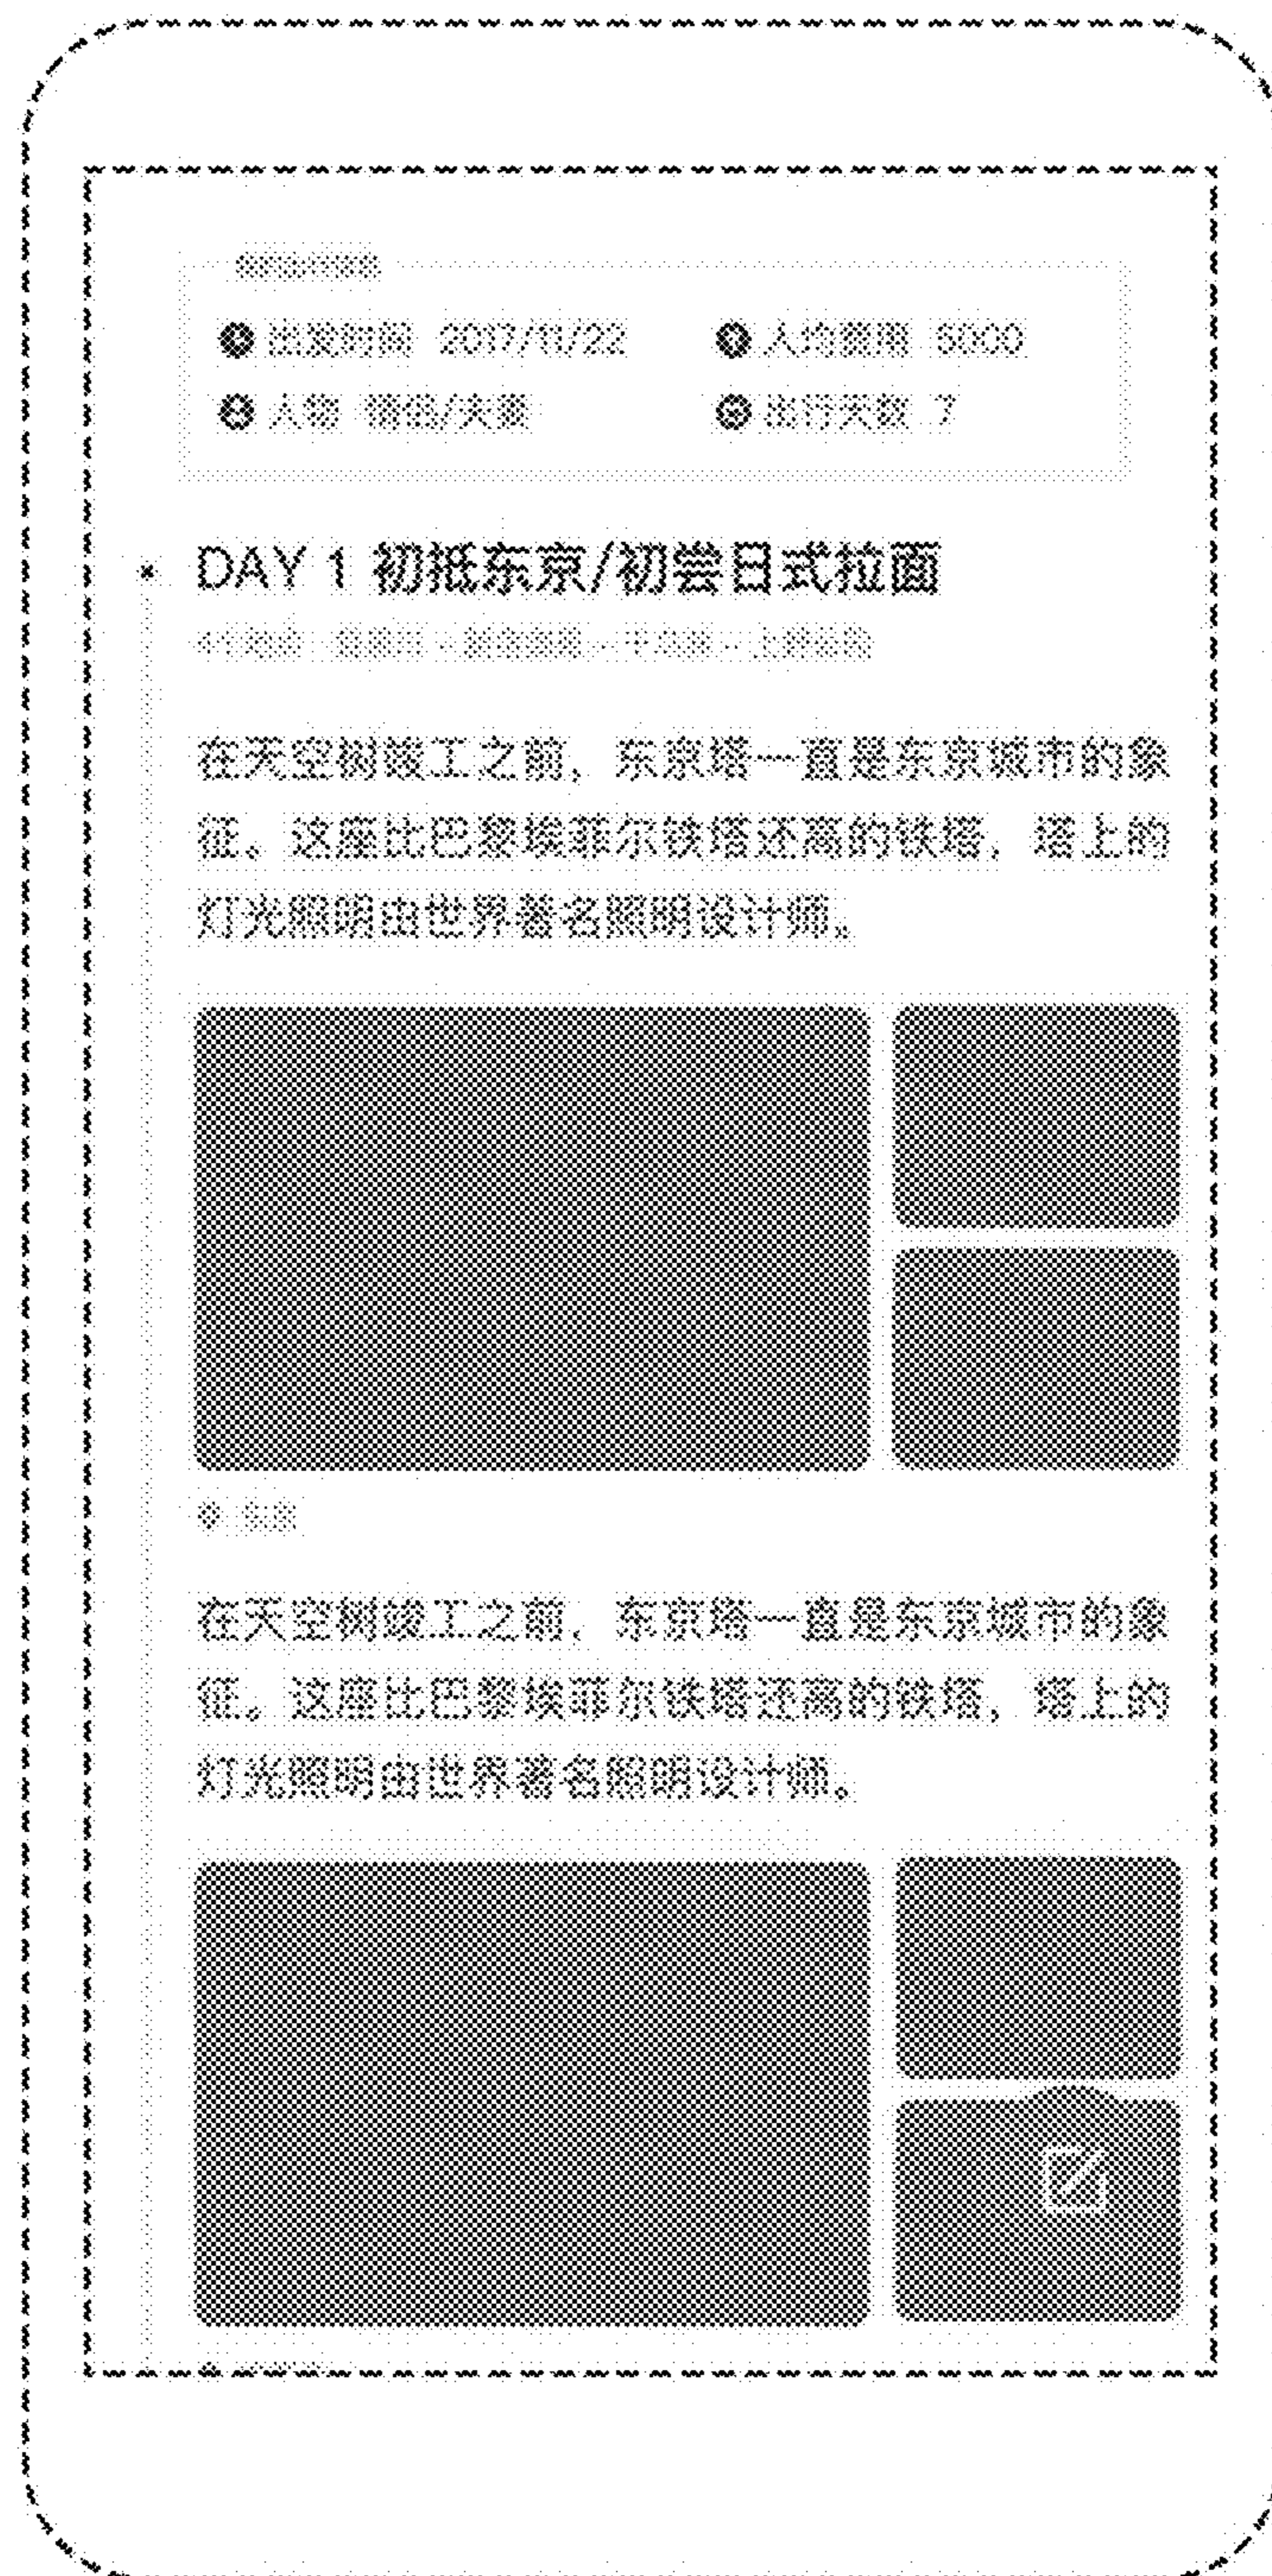 出发时间 2017/11/22 人均费用 5000
人物 情侣/夫妻 出行天数 7
DAY 1 初抵东京/初尝日式拉面
在天空树竣工之前，东京塔一直是东京城市的象
征。这座比巴黎埃菲尔铁塔还高的铁塔，塔上的
灯光照明由世界著名照明设计师。
在天空树竣工之前，东京塔一直是东京城市的象
征。这座比巴黎埃菲尔铁塔还高的铁塔，塔上的
灯光照明由世界著名照明设计师。